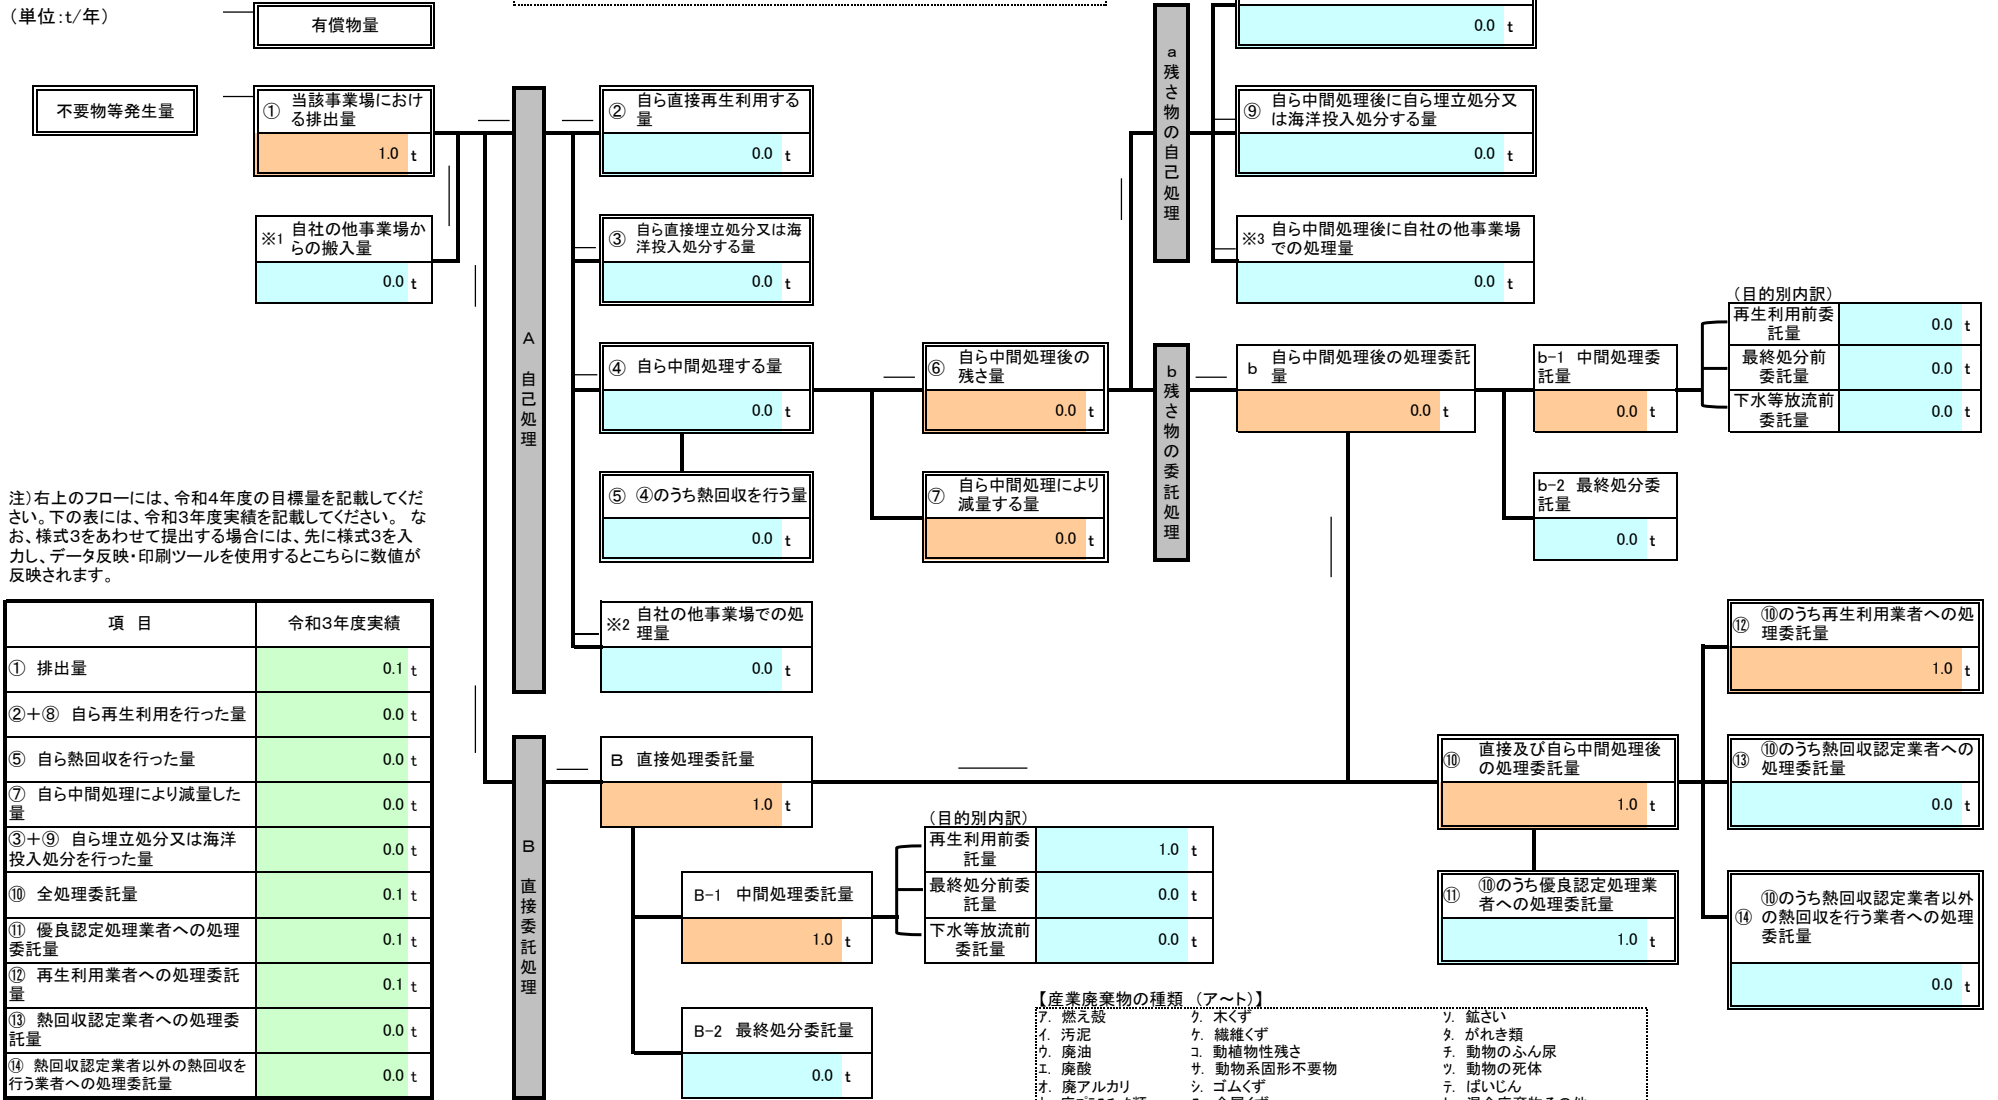 （単位：t/年）
有償物量
0.0 t
不要物等発生量
① 当該事業場におけ
る排出量
1.0 t
※1 自社の他事業場か
らの搬入量
0.0 t
A 自己処理
② 自ら直接再生利用する
量
0.0 t
③ 自ら直接埋立処分又は海
洋投入処分する量
0.0 t
④ 自ら中間処理する量
0.0 t
⑤ ④のうち熱回収を行う量
0.0 t
※2 自社の他事業場での処
理量
0.0 t
⑥ 自ら中間処理後の
残さ量
0.0 t
⑦ 自ら中間処理により
減量する量
0.0 t
a 残さ物の自己処理
⑨ 自ら中間処理後に自ら埋立処分又
は海洋投入処分する量
0.0 t
※3 自ら中間処理後に自社の他事業場
での処理量
0.0 t
b 残さ物の委託処理
b 自ら中間処理後の処理委託
量
0.0 t
b-1 中間処理委
託量
0.0 t
b-2 最終処分委
託量
0.0 t
（目的別内訳）
再生利用前委
託量
0.0 t
最終処分前
委託量
0.0 t
下水等放流前
委託量
0.0 t
注）右上のフローには、令和４年度の目標量を記載してくだ
さい。下の表には、令和３年度実績を記載してください。 な
お、様式３をあわせて提出する場合には、先に様式３を入
力し、データ反映・印刷ツールを使用するとこちらに数値が
反映されます。
項 目 令和３年度実績
① 排出量 0.1 t
②＋⑧ 自ら再生利用を行った量 0.0 t
⑤ 自ら熱回収を行った量 0.0 t
⑦ 自ら中間処理により減量した
量 0.0 t
③＋⑨ 自ら埋立処分又は海洋
投入処分を行った量 0.0 t
⑩ 全処理委託量 0.1 t
⑪ 優良認定処理業者への処理
委託量 0.1 t
⑫ 再生利用業者への処理委託
量 0.1 t
⑬ 熱回収認定業者への処理委
託量 0.0 t
⑭ 熱回収認定業者以外の熱回収を
行う業者への処理委託量 0.0 t
B 直接委託処理
B 直接処理委託量
1.0 t
B-1 中間処理委託量
1.0 t
B-2 最終処分委託量
0.0 t
（目的別内訳）
再生利用前委
託量
1.0 t
最終処分前委
託量
0.0 t
下水等放流前
委託量
0.0 t
⑩ 直接及び自ら中間処理後
の処理委託量
1.0 t
⑪ ⑩のうち優良認定処理業
者への処理委託量
1.0 t
⑫ ⑩のうち再生利用業者への処
理委託量
1.0 t
⑬ ⑩のうち熱回収認定業者への
処理委託量
0.0 t
⑭ ⑩のうち熱回収認定業者以外
の熱回収を行う業者への処理
委託量
0.0 t
【産業廃棄物の種類 （ア～ト）】
ア. 燃え殻 ク. 木くず ソ. 鉱さい
イ. 汚泥 ケ. 繊維くず タ. がれき類
ウ. 廃油 コ. 動植物性残さ チ. 動物のふん尿
エ. 廃酸 サ. 動物系固形不要物 ツ. 動物の死体
オ. 廃アルカリ シ. ゴムくず テ. ばいじん